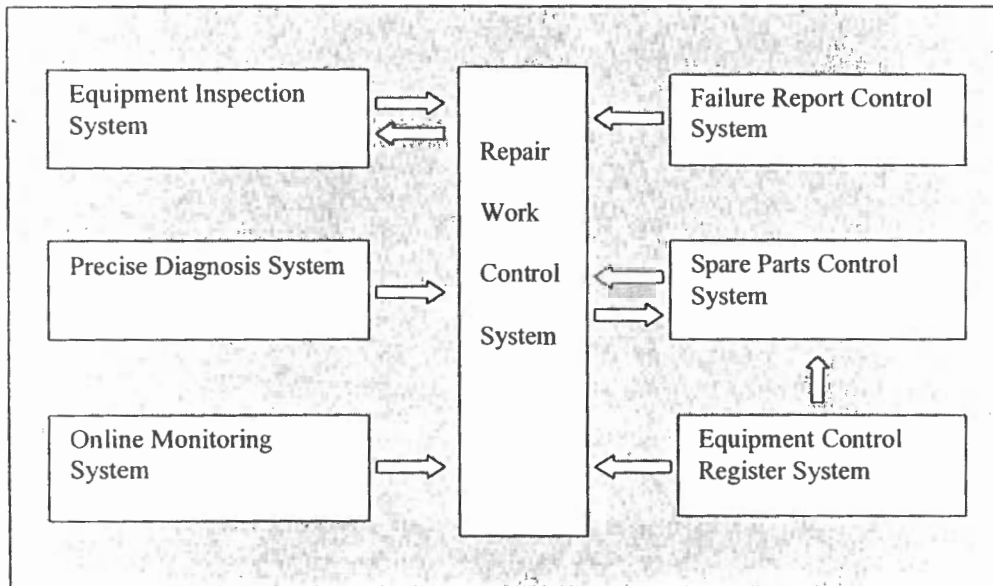 Equipment Inspection
System
Precise Diagnosis System
Online Monitoring
System
Repair
Work
Control
System
Failure Report Control
System
Spare Parts Control
System
Equipment Control
Register System